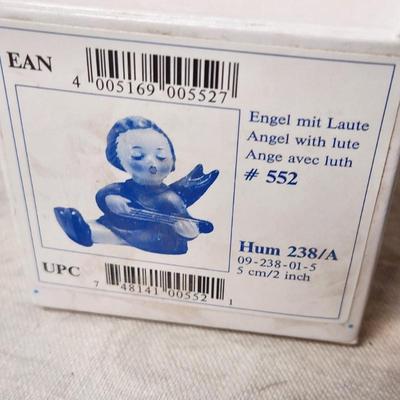 EAN
4 005169 005527
Engel mit Laute
Angel with lute
Ange avec luth
# 552
Hum 238/A
09-238-01-5
5 cm/2 inch
UPC
7 48141 00552 1